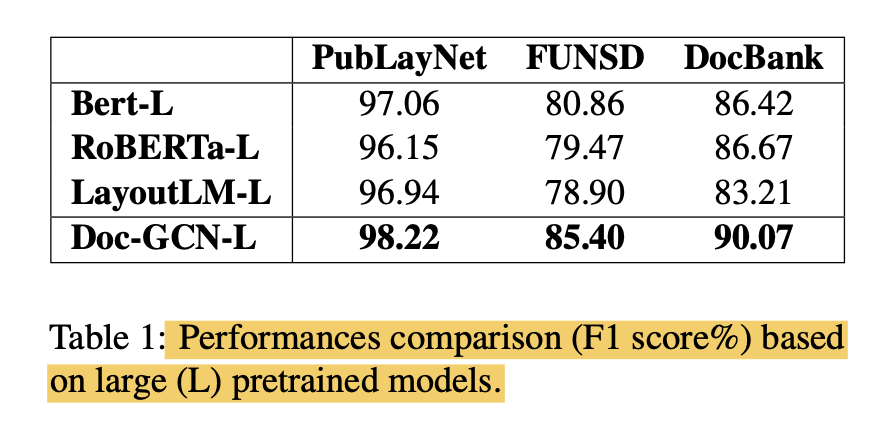 PubLayNet FUNSD DocBank
Bert-L 97.06 80.86 86.42
RoBERTa-L 96.15 79.47 86.67
LayoutLM-L 96.94 78.90 83.21
Doc-GCN-L 98.22 85.40 90.07
Table 1: Performances comparison (F1 score%) based
on large (L) pretrained models.